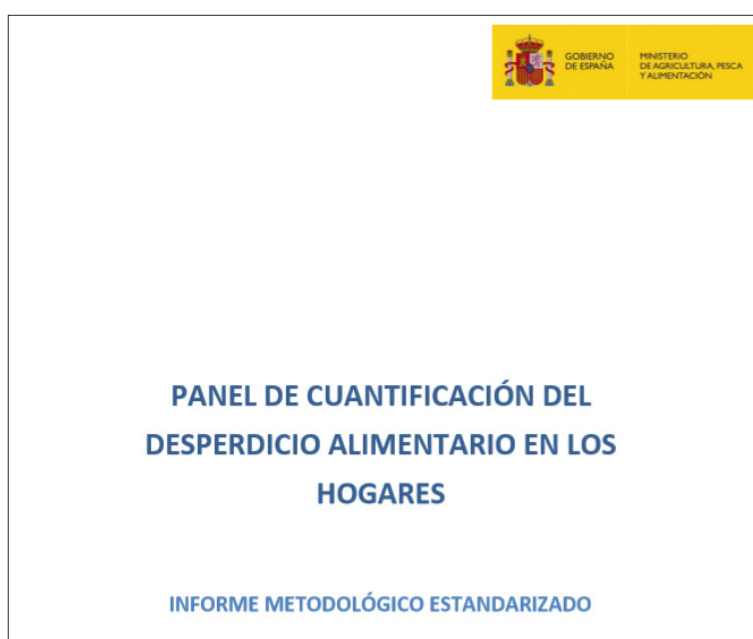 GOBIERNO
DE ESPAÑA
MINISTERIO
DE AGRICULTURA, PESCA
Y ALIMENTACIÓN
PANEL DE CUANTIFICACIÓN DEL
DESPERDICIO ALIMENTARIO EN LOS
HOGARES
INFORME METODOLÓGICO ESTANDARIZADO